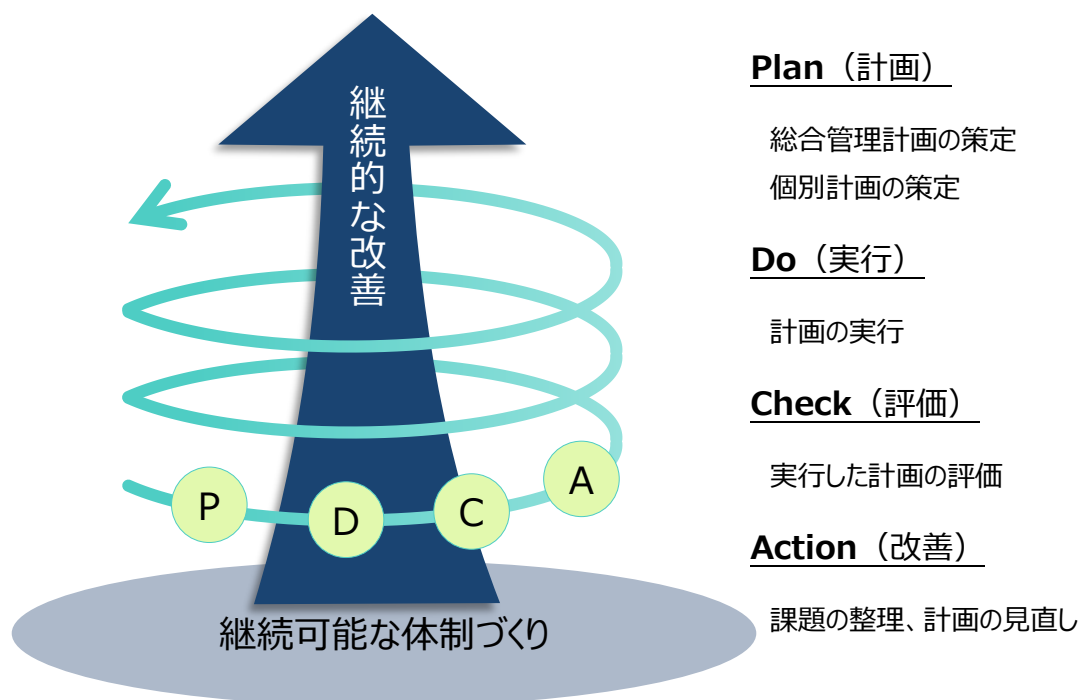 継続的な改善
P
D
C
A
継続可能な体制づくり
Plan（計画）
総合管理計画の策定
個別計画の策定
Do（実行）
計画の実行
Check（評価）
実行した計画の評価
Action（改善）
課題の整理、計画の見直し